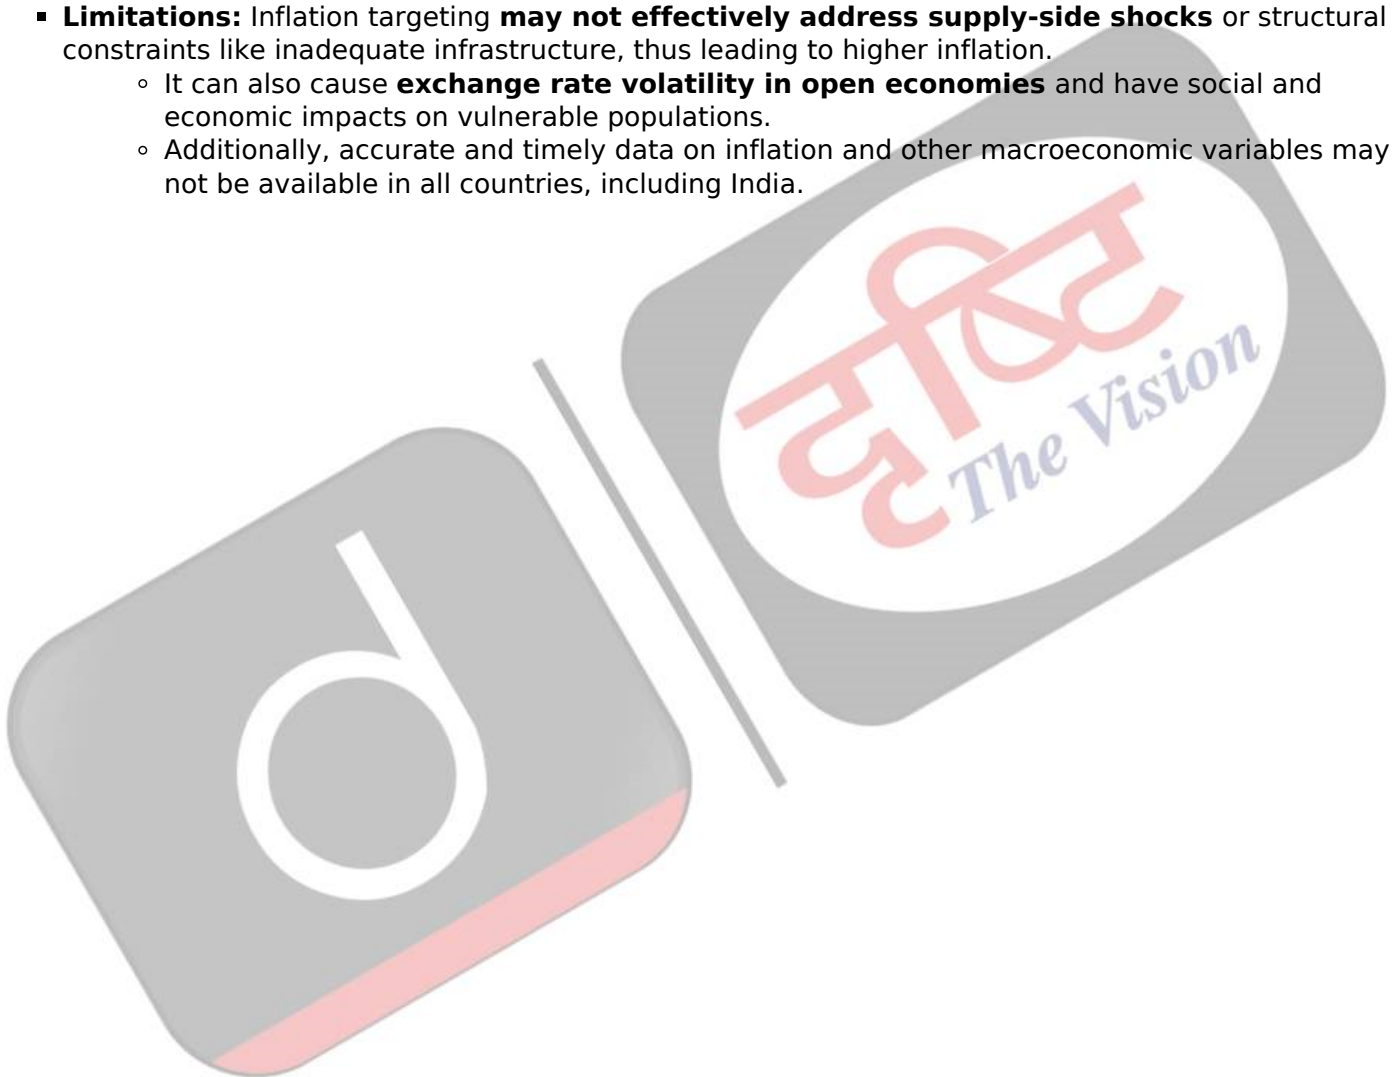 ▪ Limitations: Inflation targeting may not effectively address supply-side shocks or structural
constraints like inadequate infrastructure, thus leading to higher inflation.
◦ It can also cause exchange rate volatility in open economies and have social and
economic impacts on vulnerable populations.
◦ Additionally, accurate and timely data on inflation and other macroeconomic variables may
not be available in all countries, including India.
दृष्टि
The Vision
d